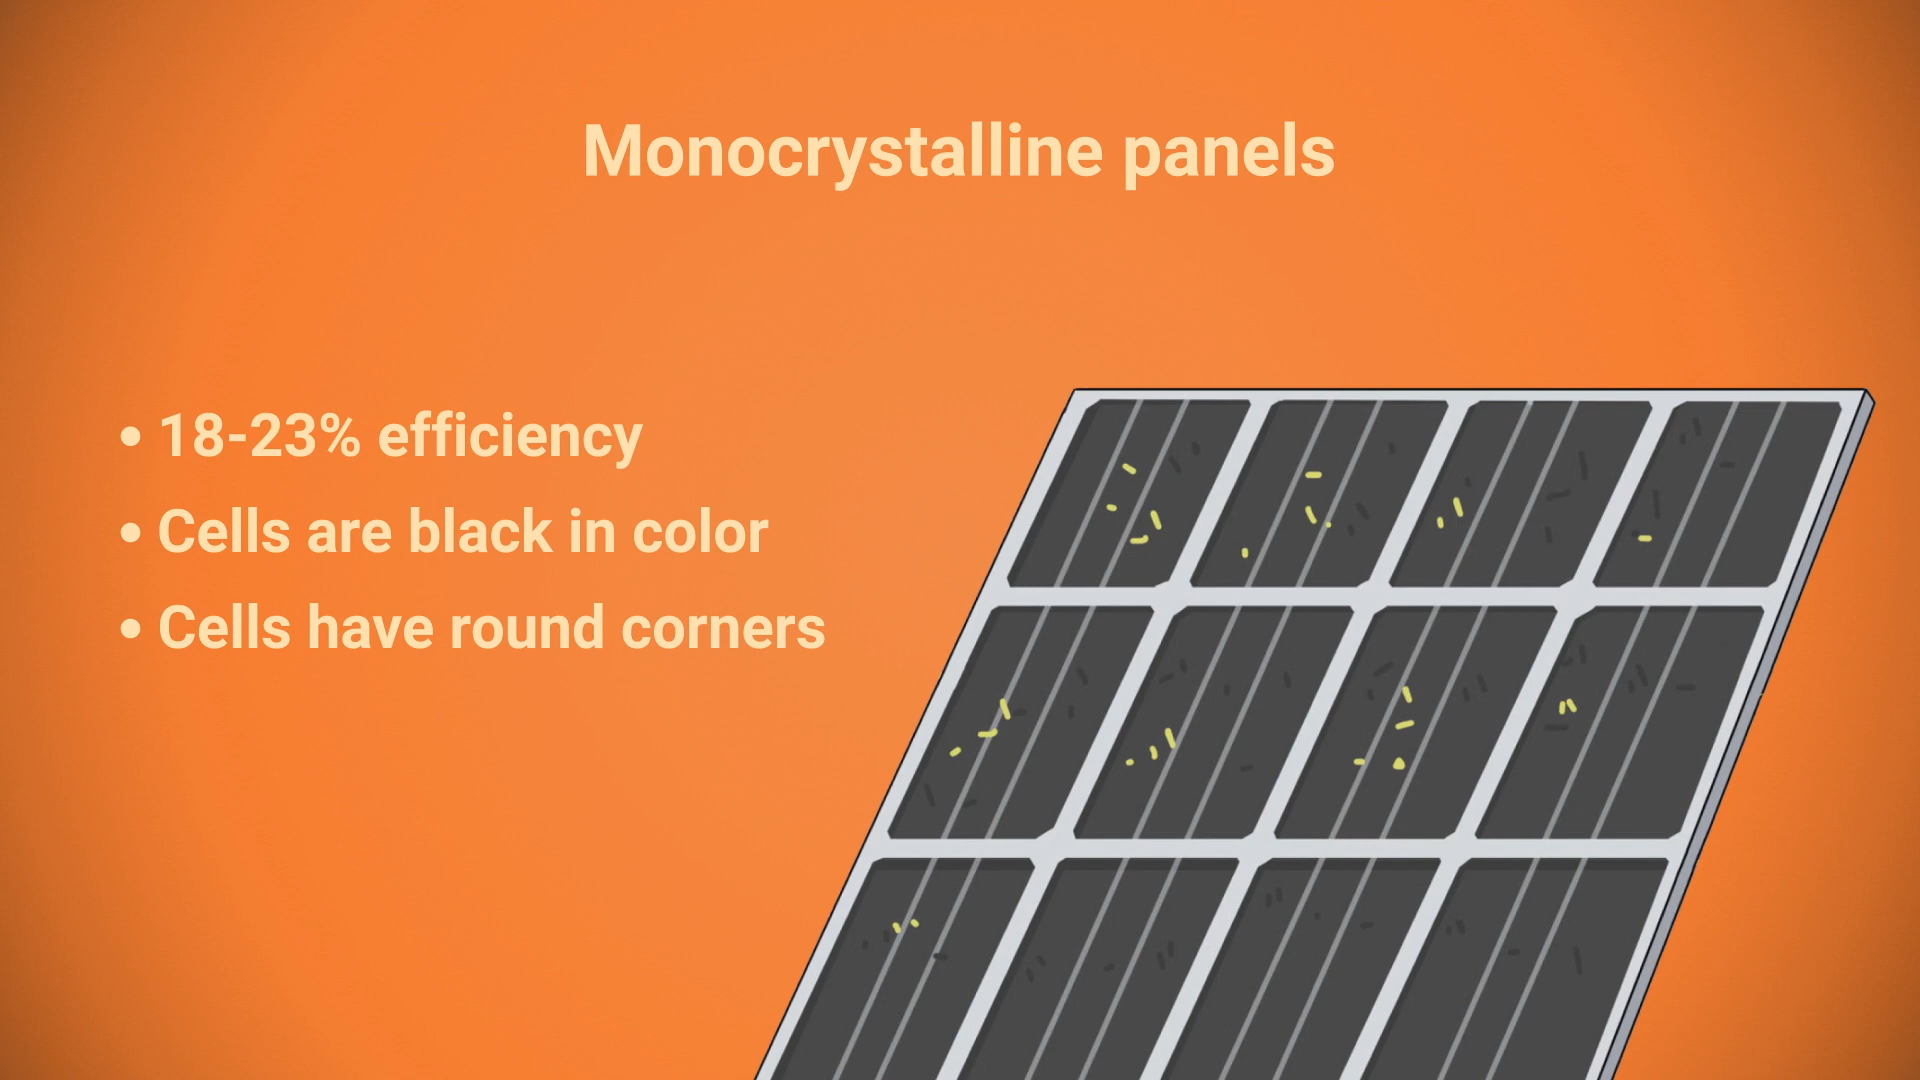 Monocrystalline panels
• 18-23% efficiency
• Cells are black in color
• Cells have round corners